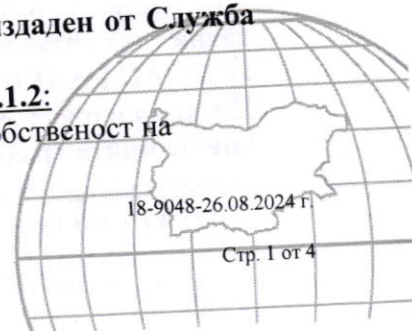 издаден от Служба
.1.2:
обственост на
18-9048-26.08.2024 г.
Стр. 1 от 4